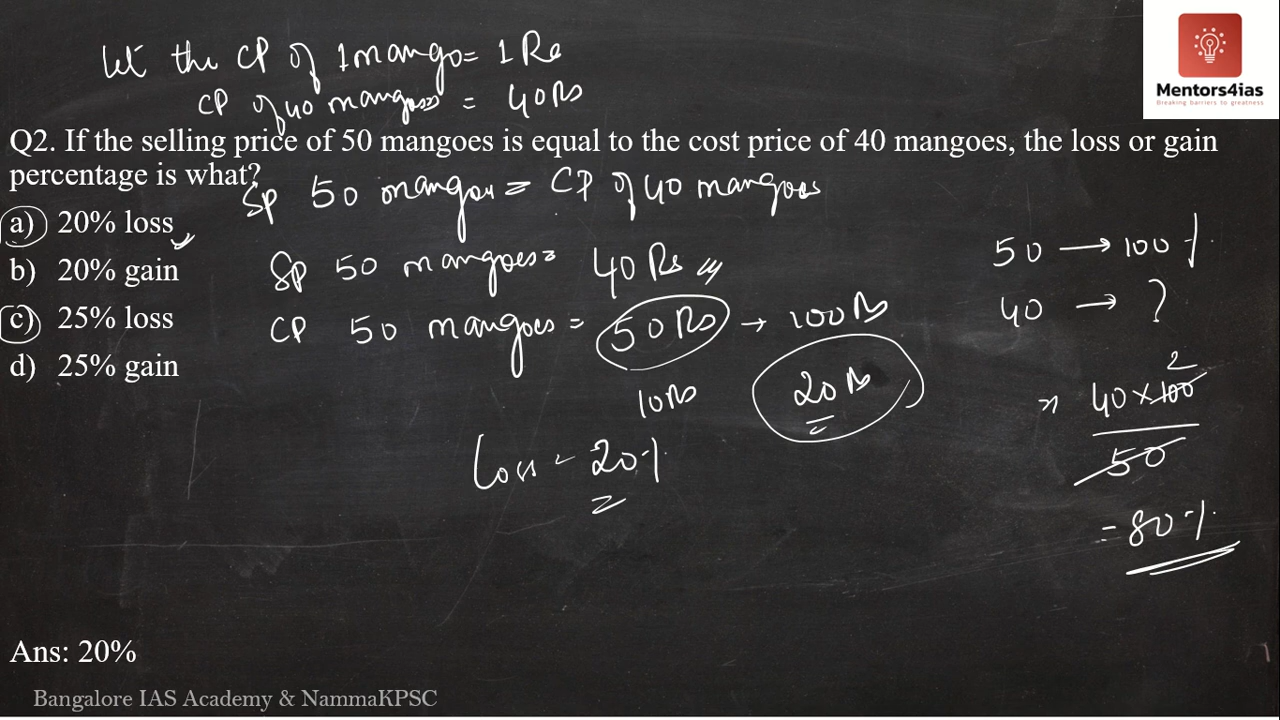 let the CP of 1 mango = 1 Re
CP of 40 mangoes = 40 Rs
Mentors4ias
Breaking barriers to greatness
Q2. If the selling price of 50 mangoes is equal to the cost price of 40 mangoes, the loss or gain
percentage is what?
SP 50 mangoes = CP of 40 mangoes
a) 20% loss
b) 20% gain
c) 25% loss
d) 25% gain
SP 50 mangoes = 40 Rs
CP 50 mangoes = 50 Rs → 100 Rs
10 Rs
20 Rs
Loss = 20%
50 → 100%
40 → ?
2
40 × 100
50
= 80%
Ans: 20%
Bangalore IAS Academy & NammaKPSC